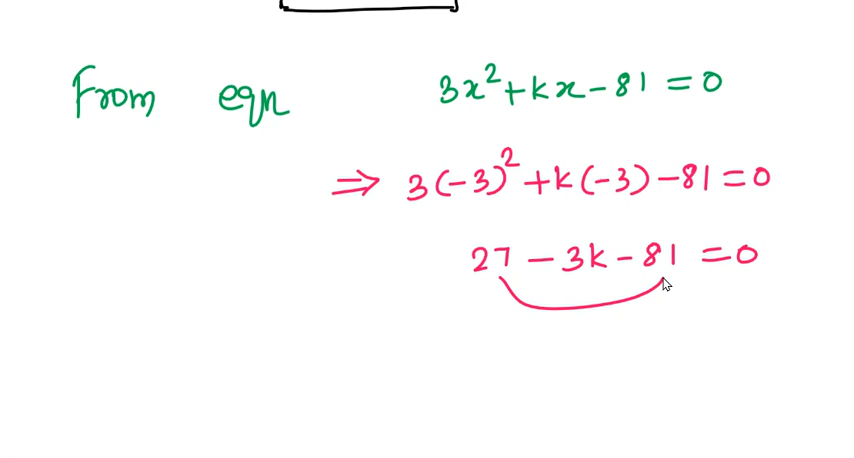 From eqn 3x² + kx - 81 = 0
⇒ 3(-3)² + k(-3) - 81 = 0
27 - 3k - 81 = 0